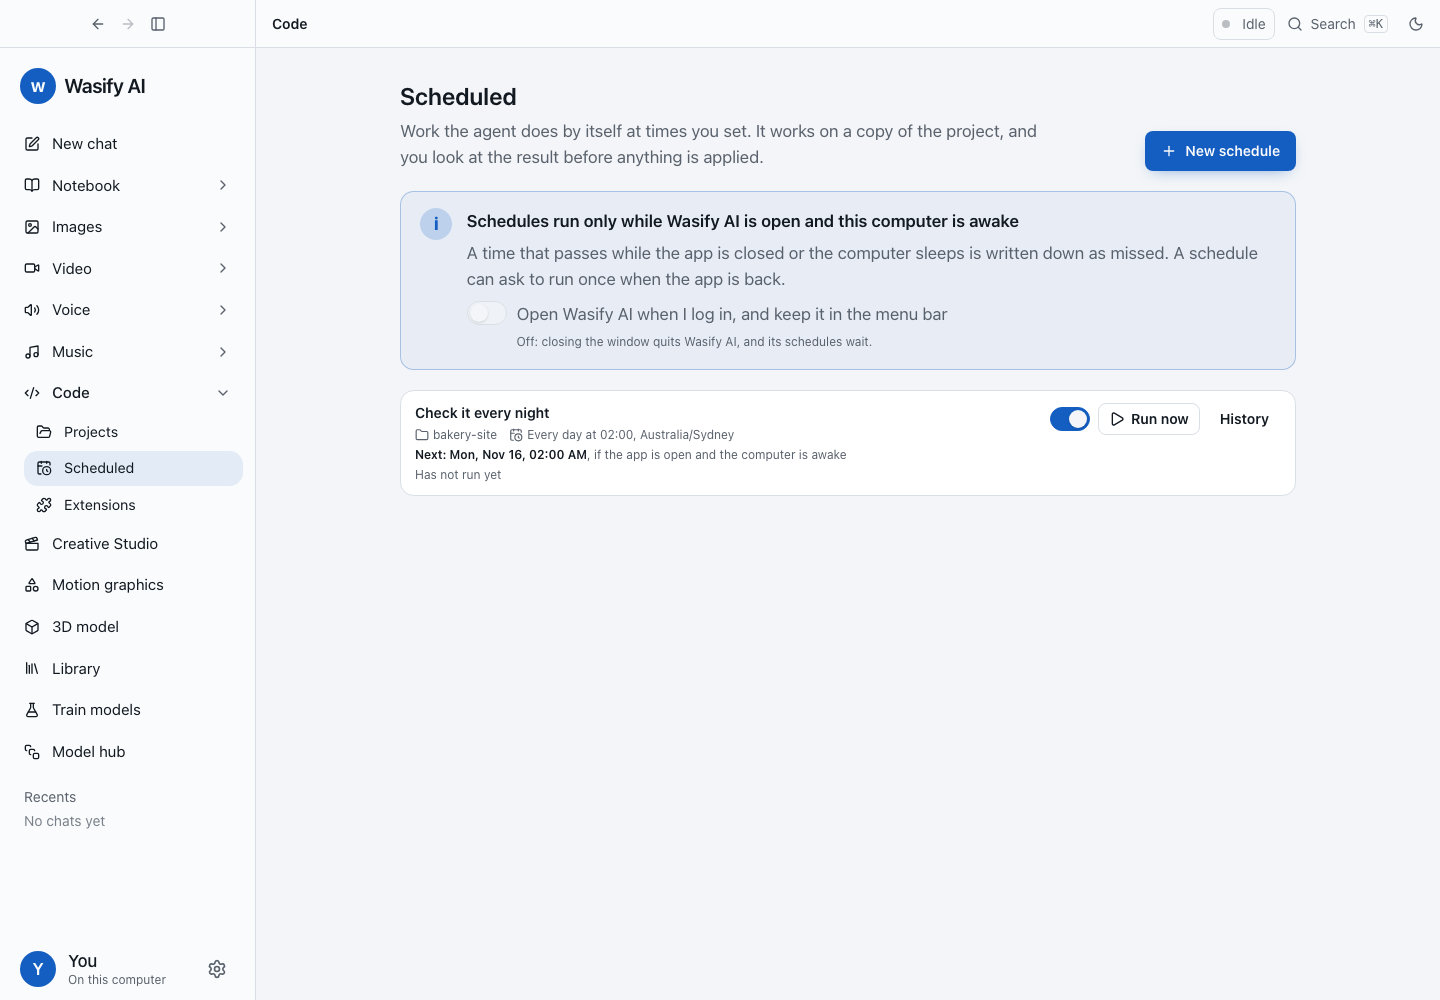 Code
Idle
Search ⌘K
W Wasify AI
New chat
Notebook
Images
Video
Voice
Music
Code
Projects
Scheduled
Extensions
Creative Studio
Motion graphics
3D model
Library
Train models
Model hub
Recents
No chats yet
Y You
On this computer
Scheduled
Work the agent does by itself at times you set. It works on a copy of the project, and
you look at the result before anything is applied.
New schedule
Schedules run only while Wasify AI is open and this computer is awake
A time that passes while the app is closed or the computer sleeps is written down as missed. A schedule
can ask to run once when the app is back.
Open Wasify AI when I log in, and keep it in the menu bar
Off: closing the window quits Wasify AI, and its schedules wait.
Check it every night
bakery-site Every day at 02:00, Australia/Sydney
Next: Mon, Nov 16, 02:00 AM, if the app is open and the computer is awake
Has not run yet
Run now
History